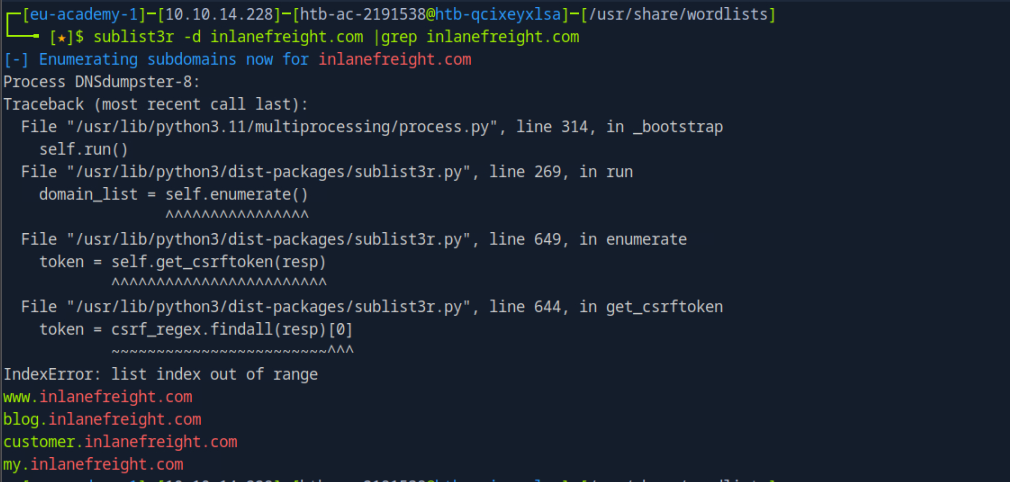 [eu-academy-1]─[10.10.14.228]─[htb-ac-2191538@htb-qcixeyxlsa]─[/usr/share/wordlists]
[★]$ sublist3r -d inlanefreight.com |grep inlanefreight.com
[-] Enumerating subdomains now for inlanefreight.com
Process DNSdumpster-8:
Traceback (most recent call last):
  File "/usr/lib/python3.11/multiprocessing/process.py", line 314, in _bootstrap
    self.run()
  File "/usr/lib/python3/dist-packages/sublist3r.py", line 269, in run
    domain_list = self.enumerate()
                  ^^^^^^^^^^^^^^^^
  File "/usr/lib/python3/dist-packages/sublist3r.py", line 649, in enumerate
    token = self.get_csrftoken(resp)
            ^^^^^^^^^^^^^^^^^^^^^^^^
  File "/usr/lib/python3/dist-packages/sublist3r.py", line 644, in get_csrftoken
    token = csrf_regex.findall(resp)[0]
            ~~~~~~~~~~~~~~~~~~~~~~~~^^^
IndexError: list index out of range
www.inlanefreight.com
blog.inlanefreight.com
customer.inlanefreight.com
my.inlanefreight.com